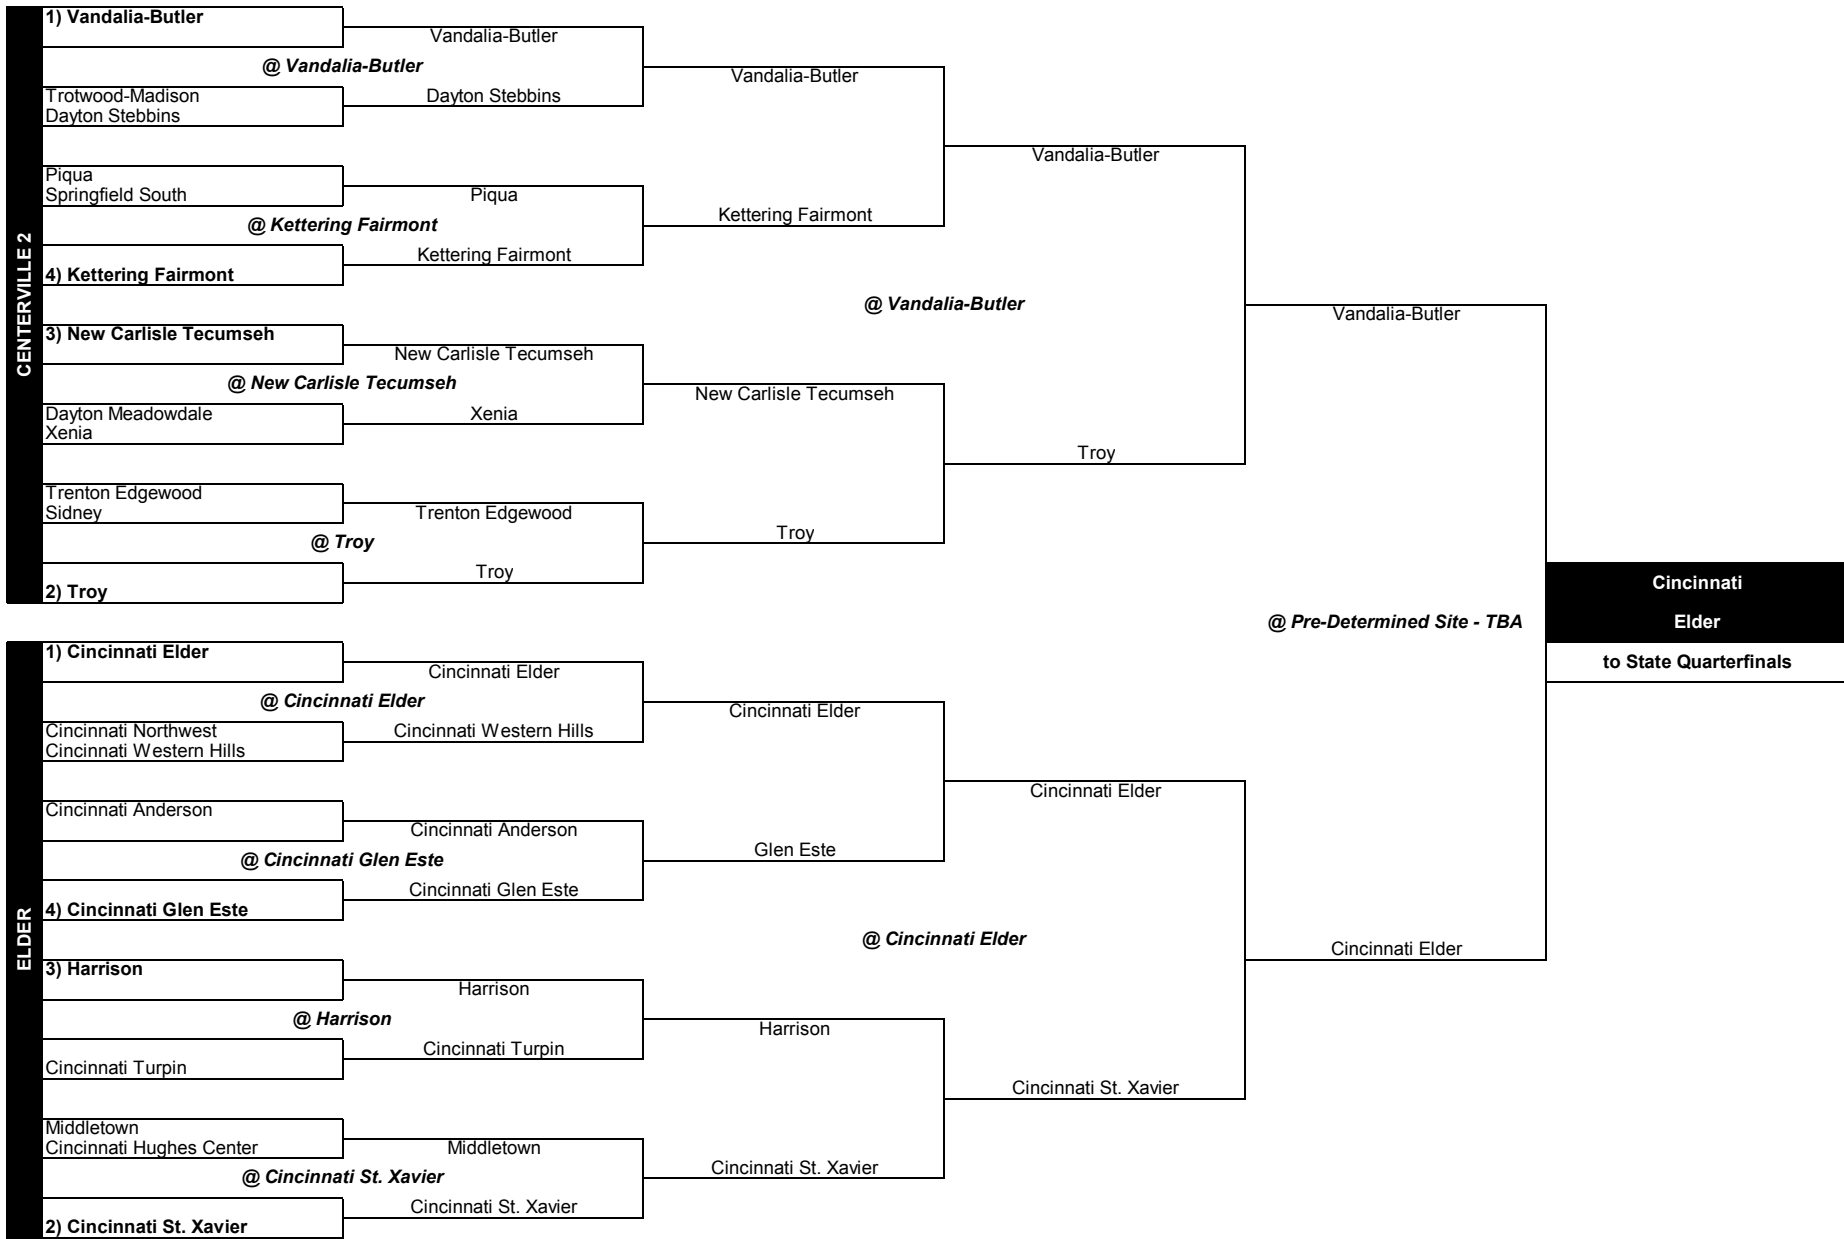 CENTERVILLE 2
1) Vandalia-Butler
Vandalia-Butler
@ Vandalia-Butler
Vandalia-Butler
Trotwood-Madison
Dayton Stebbins
Dayton Stebbins
Vandalia-Butler
Piqua
Springfield South
Piqua
@ Kettering Fairmont
Kettering Fairmont
Kettering Fairmont
4) Kettering Fairmont
@ Vandalia-Butler
Vandalia-Butler
3) New Carlisle Tecumseh
New Carlisle Tecumseh
@ New Carlisle Tecumseh
New Carlisle Tecumseh
Dayton Meadowdale
Xenia
Xenia
Troy
Trenton Edgewood
Sidney
Trenton Edgewood
@ Troy
Troy
Troy
2) Troy
Cincinnati
@ Pre-Determined Site - TBA
Elder
to State Quarterfinals
ELDER
1) Cincinnati Elder
Cincinnati Elder
@ Cincinnati Elder
Cincinnati Elder
Cincinnati Northwest
Cincinnati Western Hills
Cincinnati Western Hills
Cincinnati Elder
Cincinnati Anderson
Cincinnati Anderson
@ Cincinnati Glen Este
Glen Este
Cincinnati Glen Este
4) Cincinnati Glen Este
@ Cincinnati Elder
Cincinnati Elder
3) Harrison
Harrison
@ Harrison
Harrison
Cincinnati Turpin
Cincinnati Turpin
Cincinnati St. Xavier
Middletown
Cincinnati Hughes Center
Middletown
@ Cincinnati St. Xavier
Cincinnati St. Xavier
Cincinnati St. Xavier
2) Cincinnati St. Xavier